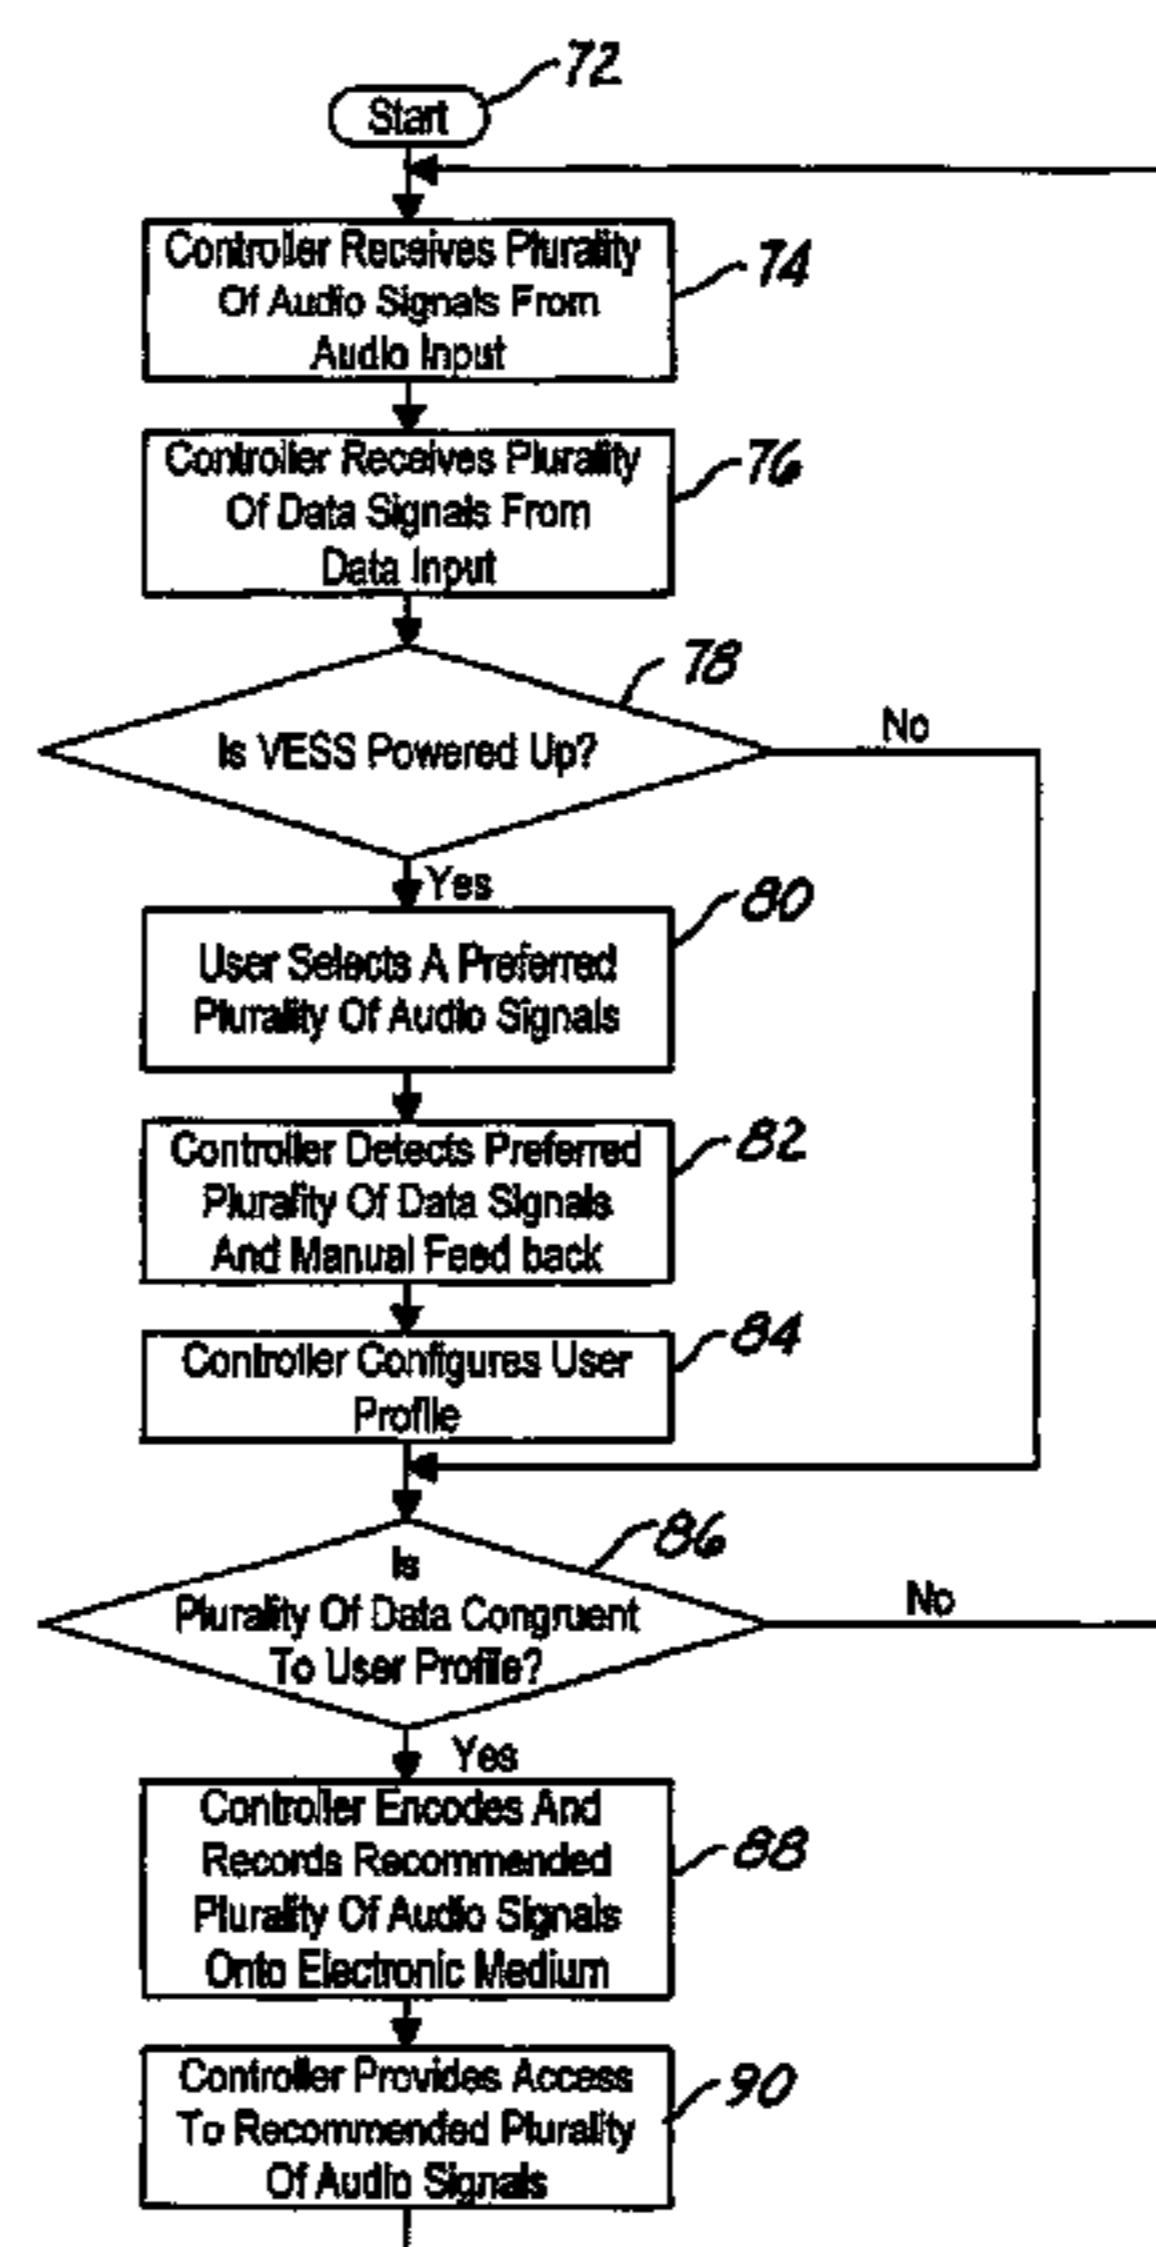 72
Start
Controller Receives Plurality
Of Audio Signals From
Audio Input
74
Controller Receives Plurality
Of Data Signals From
Data Input
76
78
Is VESS Powered Up?
No
Yes
80
User Selects A Preferred
Plurality Of Audio Signals
82
Controller Detects Preferred
Plurality Of Data Signals
And Manual Feed back
84
Controller Configures User
Profile
86
Is
Plurality Of Data Congruent
To User Profile?
No
Yes
Controller Encodes And
Records Recommended
Plurality Of Audio Signals
Onto Electronic Medium
88
Controller Provides Access
To Recommended Plurality
Of Audio Signals
90